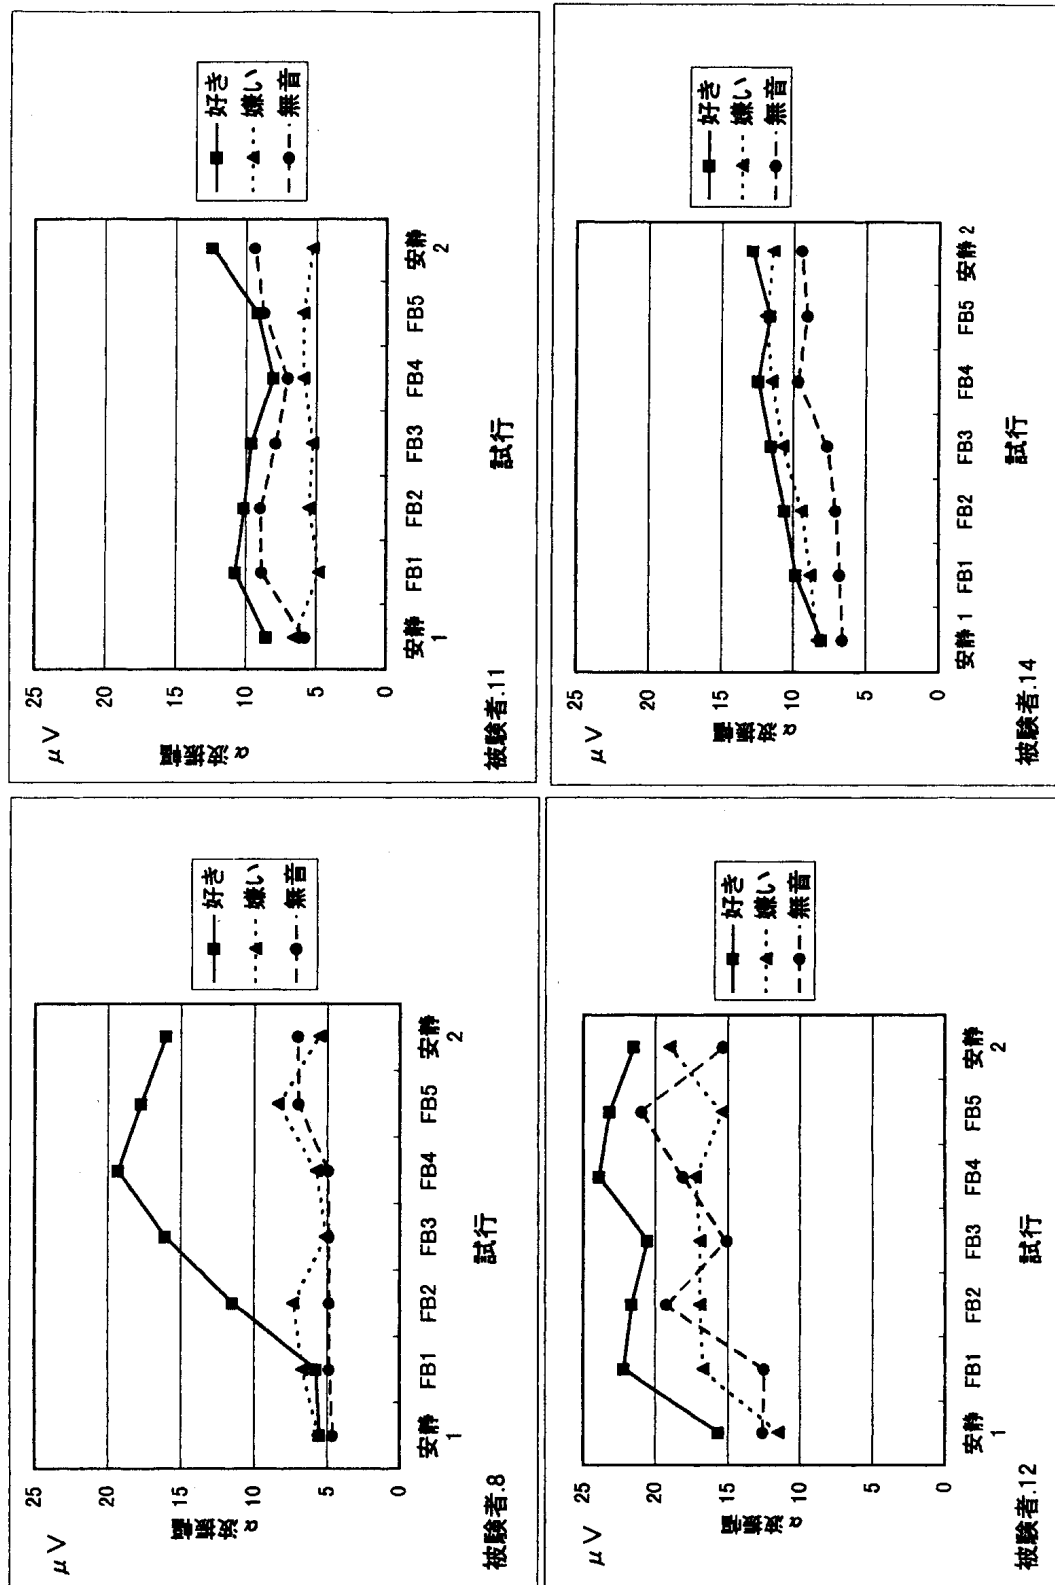 μV
25
20
15
10
5
0
α波振幅
安静1
FB1
FB2
FB3
FB4
FB5
安静2
試行
好き
嫌い
無音
被験者.8
μV
25
20
15
10
5
0
α波振幅
安静1
FB1
FB2
FB3
FB4
FB5
安静2
試行
好き
嫌い
無音
被験者.11
μV
25
20
15
10
5
0
α波振幅
安静1
FB1
FB2
FB3
FB4
FB5
安静2
試行
好き
嫌い
無音
被験者.12
μV
25
20
15
10
5
0
α波振幅
安静1
FB1
FB2
FB3
FB4
FB5
安静2
試行
好き
嫌い
無音
被験者.14